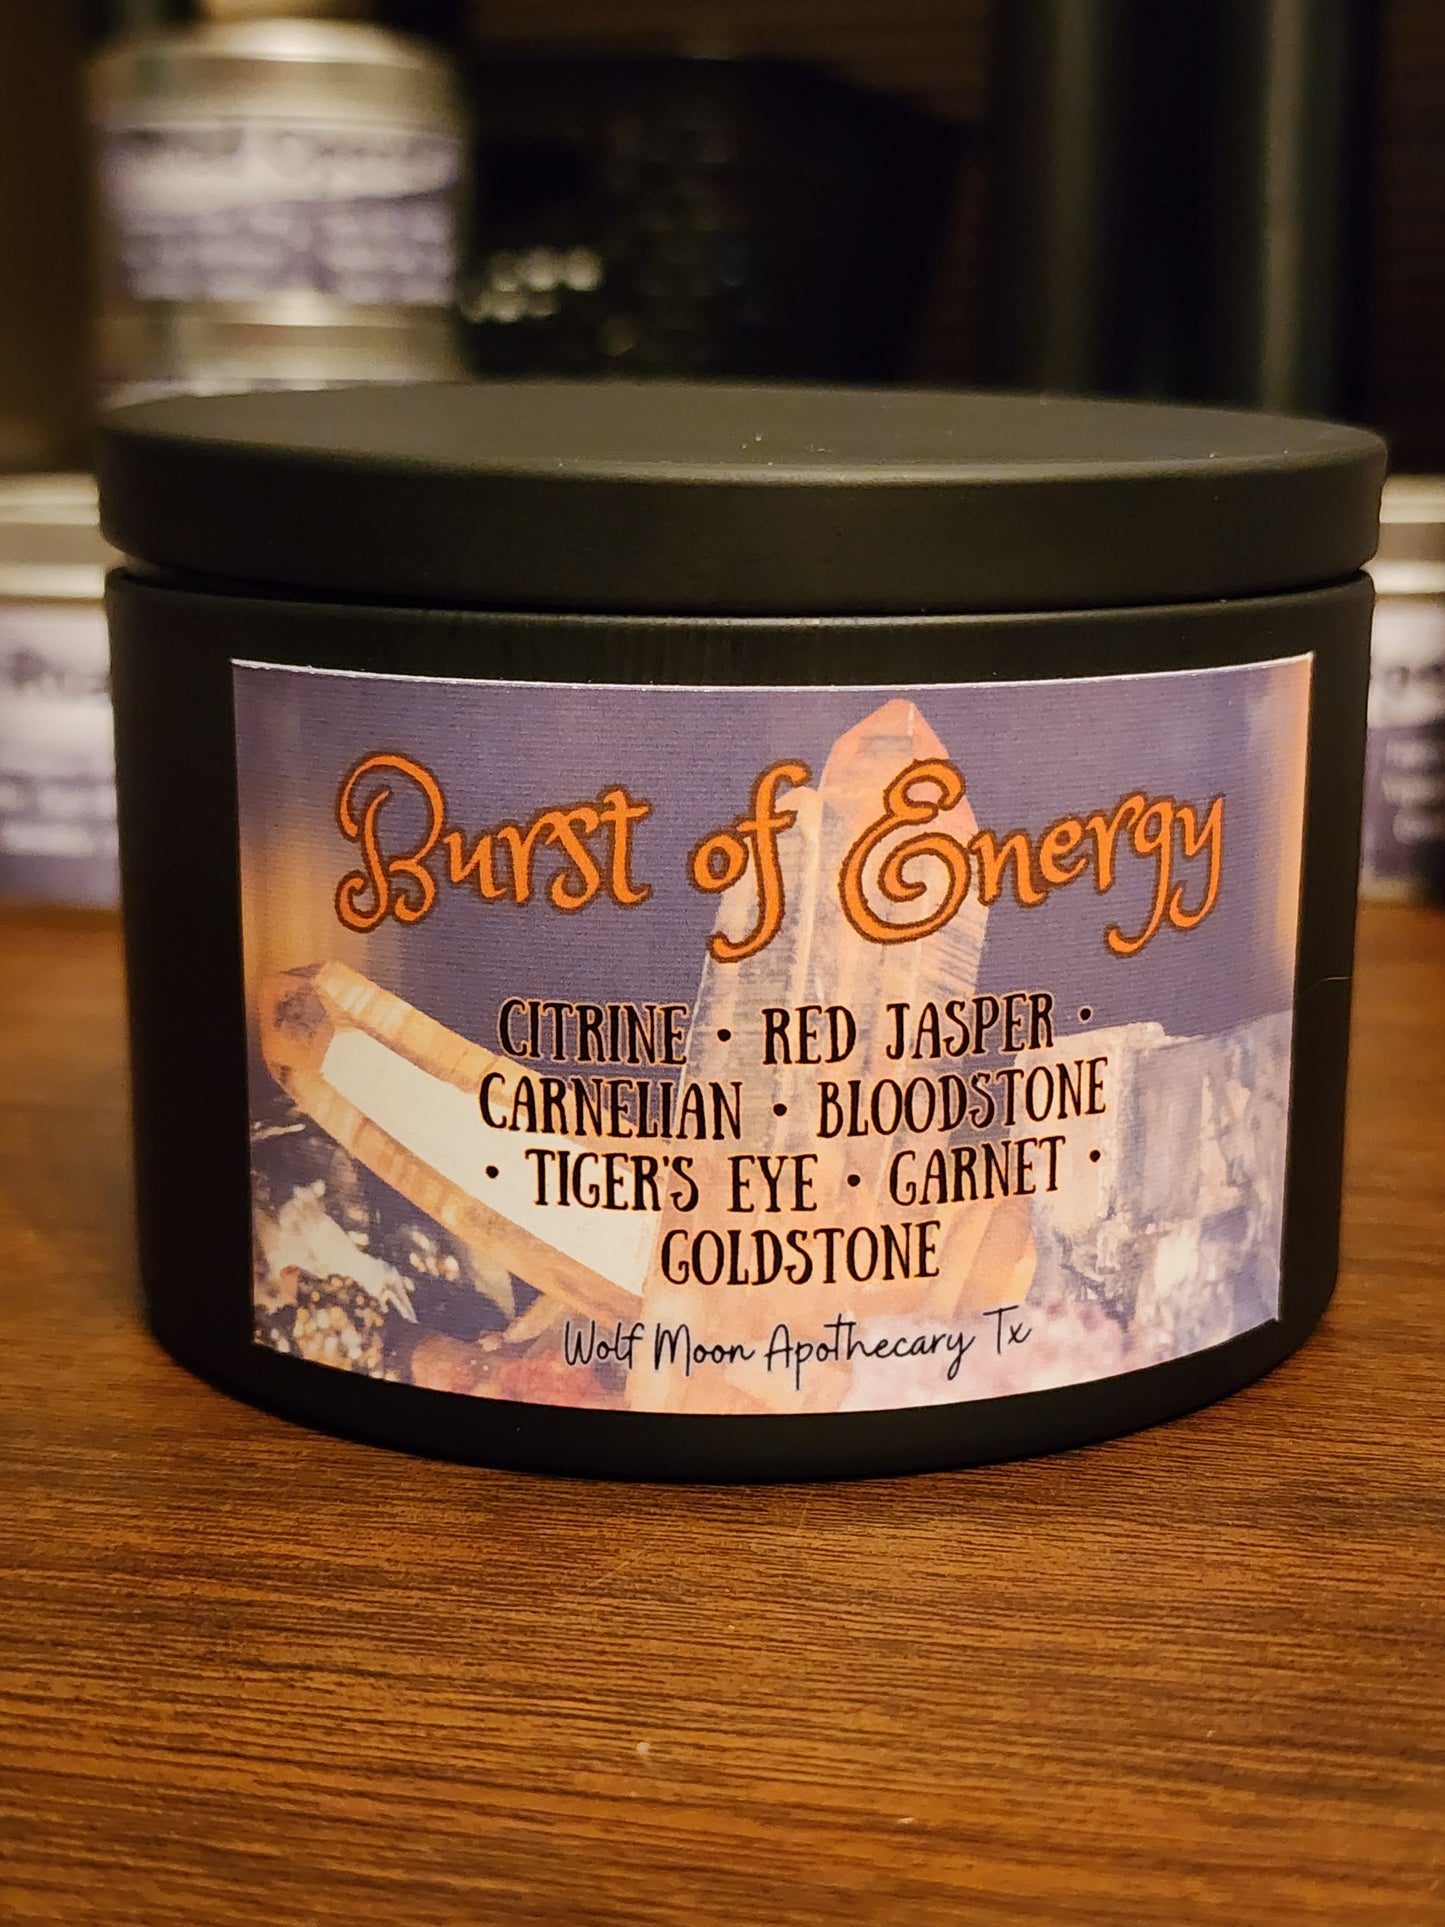 Burst of Energy
CITRINE • RED JASPER •
CARNELIAN • BLOODSTONE
• TIGER'S EYE • GARNET •
GOLDSTONE
Wolf Moon Apothecary Tx